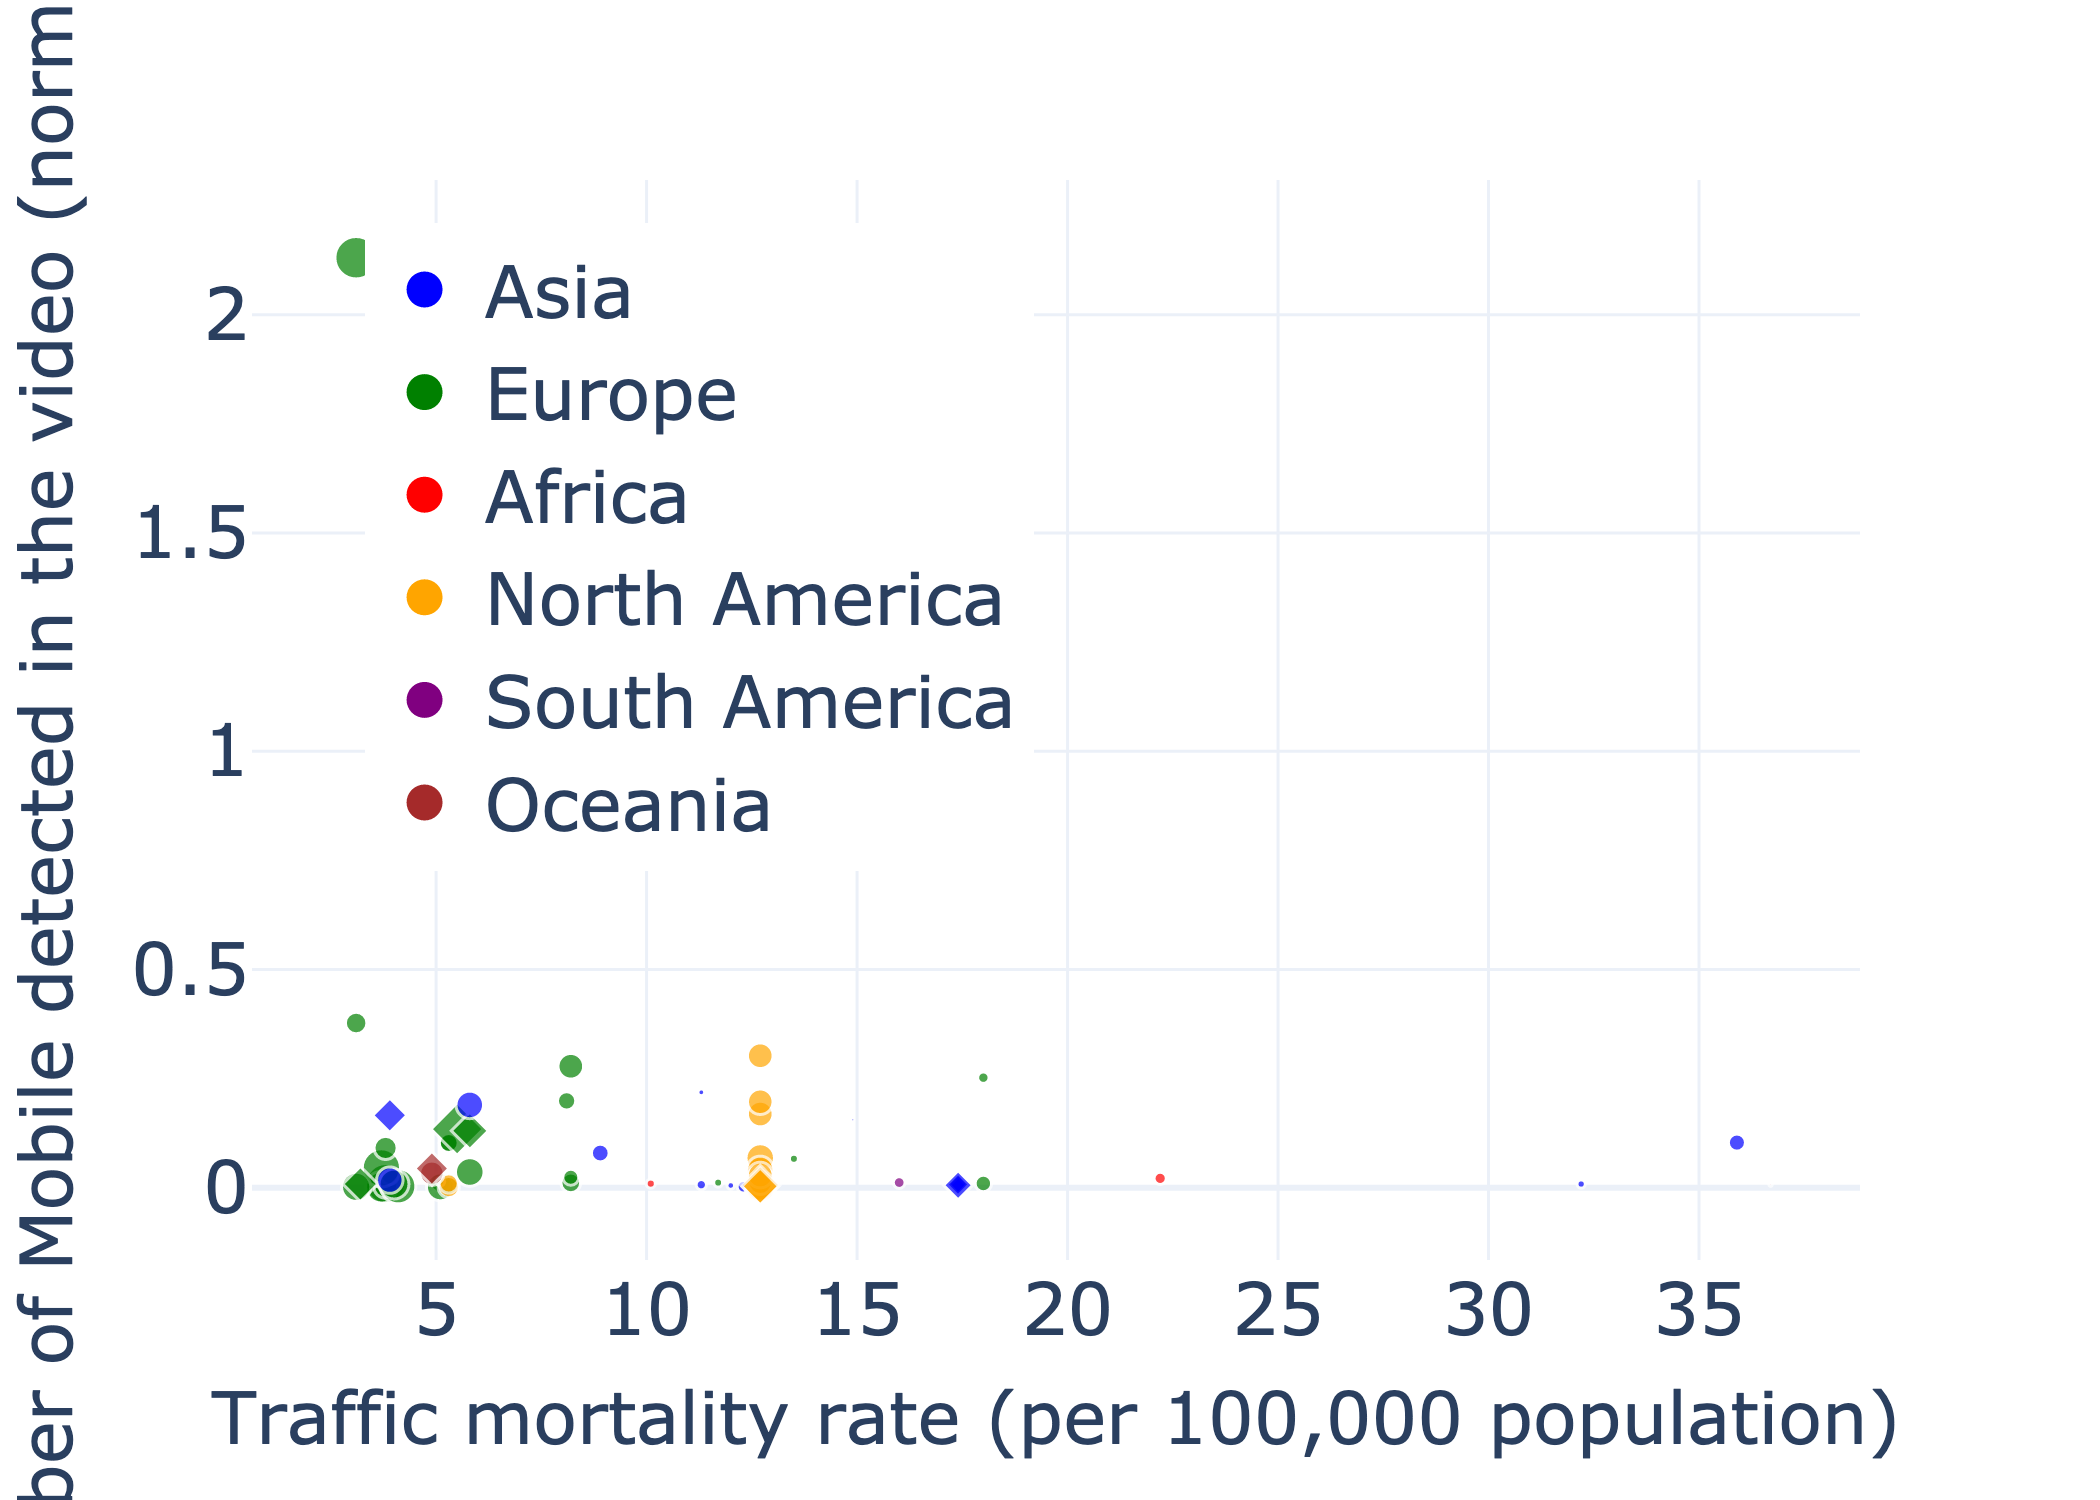 ber of Mobile detected in the video (norm
2
1.5
1
0.5
0
Asia
Europe
Africa
North America
South America
Oceania
5 10 15 20 25 30 35
Traffic mortality rate (per 100,000 population)